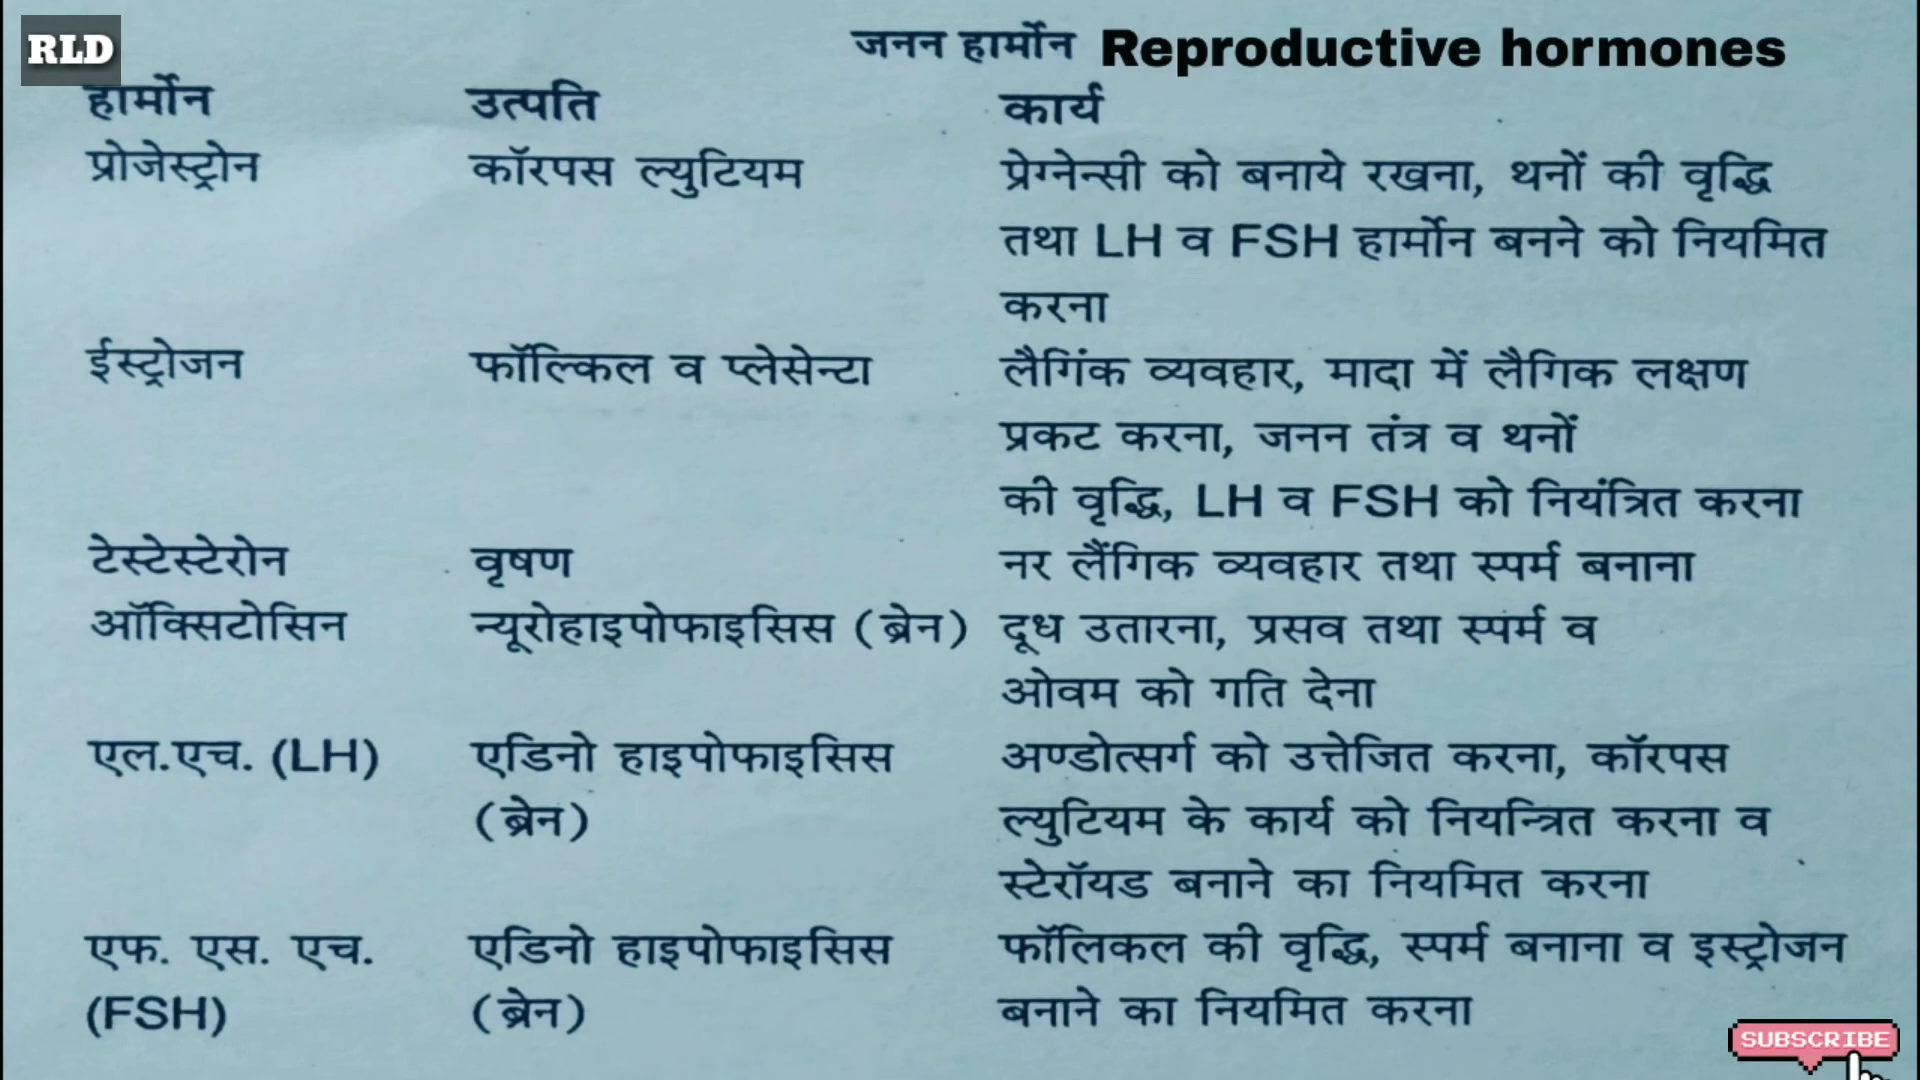 RLD
जनन हार्मोन Reproductive hormones
हार्मोन उत्पति कार्य
प्रोजेस्ट्रोन कॉरपस ल्युटियम प्रेग्नेन्सी को बनाये रखना, थनों की वृद्धि
तथा LH व FSH हार्मोन बनने को नियमित
करना
ईस्ट्रोजन फॉल्किल व प्लेसेन्टा लैगिंक व्यवहार, मादा में लैगिक लक्षण
प्रकट करना, जनन तंत्र व थनों
की वृद्धि, LH व FSH को नियंत्रित करना
टेस्टेस्टेरोन वृषण नर लैंगिक व्यवहार तथा स्पर्म बनाना
ऑक्सिटोसिन न्यूरोहाइपोफाइसिस (ब्रेन) दूध उतारना, प्रसव तथा स्पर्म व
ओवम को गति देना
एल.एच. (LH) एडिनो हाइपोफाइसिस अण्डोत्सर्ग को उत्तेजित करना, कॉरपस
(ब्रेन) ल्युटियम के कार्य को नियन्त्रित करना व
स्टेरॉयड बनाने का नियमित करना
एफ. एस. एच. एडिनो हाइपोफाइसिस फॉलिकल की वृद्धि, स्पर्म बनाना व इस्ट्रोजन
(FSH) (ब्रेन) बनाने का नियमित करना
SUBSCRIBE